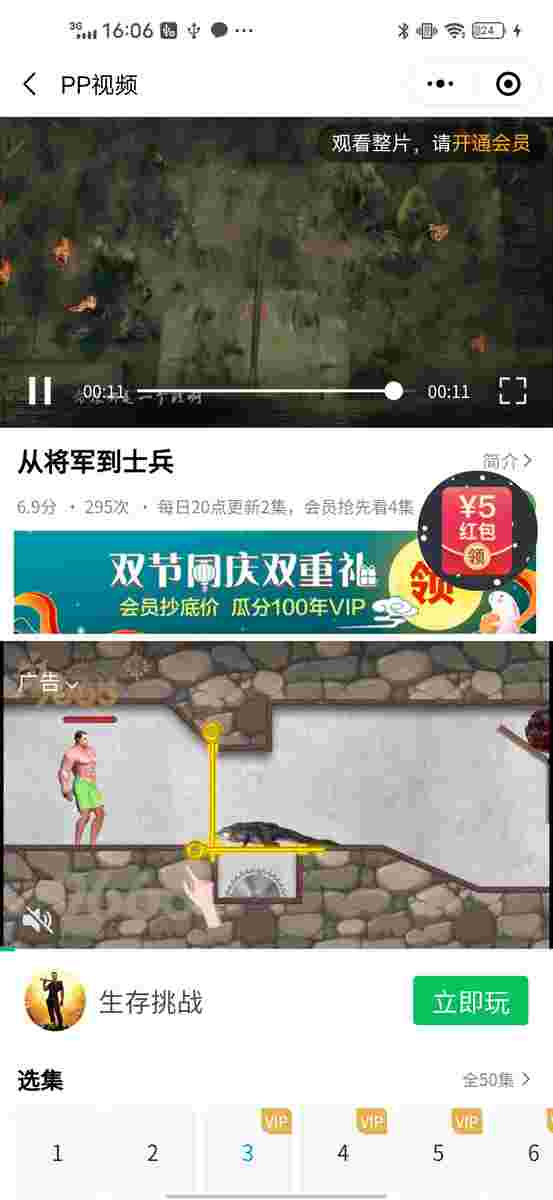 3G 16:06 24
PP视频
观看整片，请开通会员
00:11 00:11
从将军到士兵
简介
6.9分 · 295次 · 每日20点更新2集，会员抢先看4集
¥5
红包
领
双节同庆双重礼
会员抄底价 瓜分100年VIP
领
广告
生存挑战
立即玩
选集
全50集
VIP VIP VIP
1 2 3 4 5 6